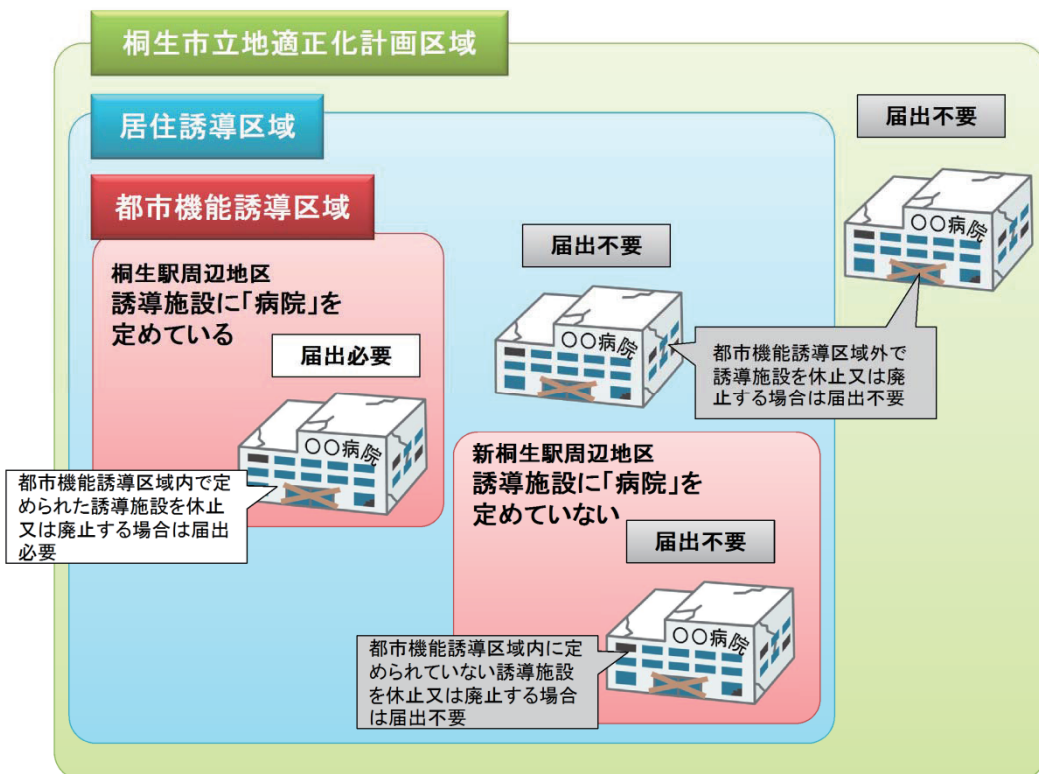 桐生市立地適正化計画区域
居住誘導区域
都市機能誘導区域
届出不要
〇〇病院
届出不要
〇〇病院
都市機能誘導区域外で
誘導施設を休止又は廃
止する場合は届出不要
桐生駅周辺地区
誘導施設に「病院」を
定めている
届出必要
〇〇病院
都市機能誘導区域内で定
められた誘導施設を休止
又は廃止する場合は届出
必要
新桐生駅周辺地区
誘導施設に「病院」を
定めていない
届出不要
〇〇病院
都市機能誘導区域内に定
められていない誘導施設
を休止又は廃止する場合
は届出不要